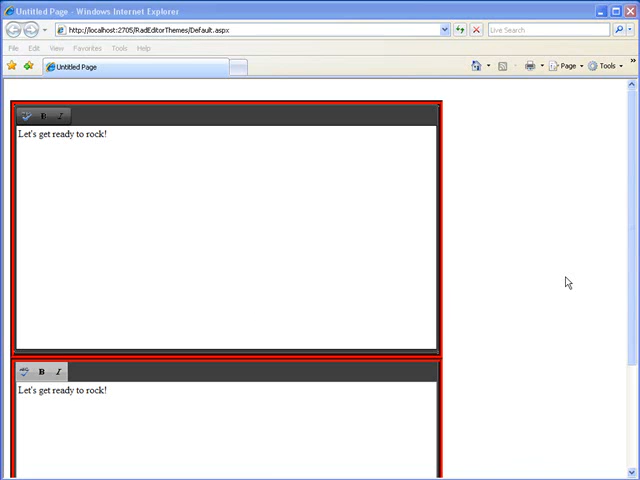 Untitled Page - Windows Internet Explorer
http://localhost:2705/RadEditorThemes/Default.aspx
Live Search
File Edit View Favorites Tools Help
Untitled Page
Page Tools
B I
Let's get ready to rock!
B I
Let's get ready to rock!